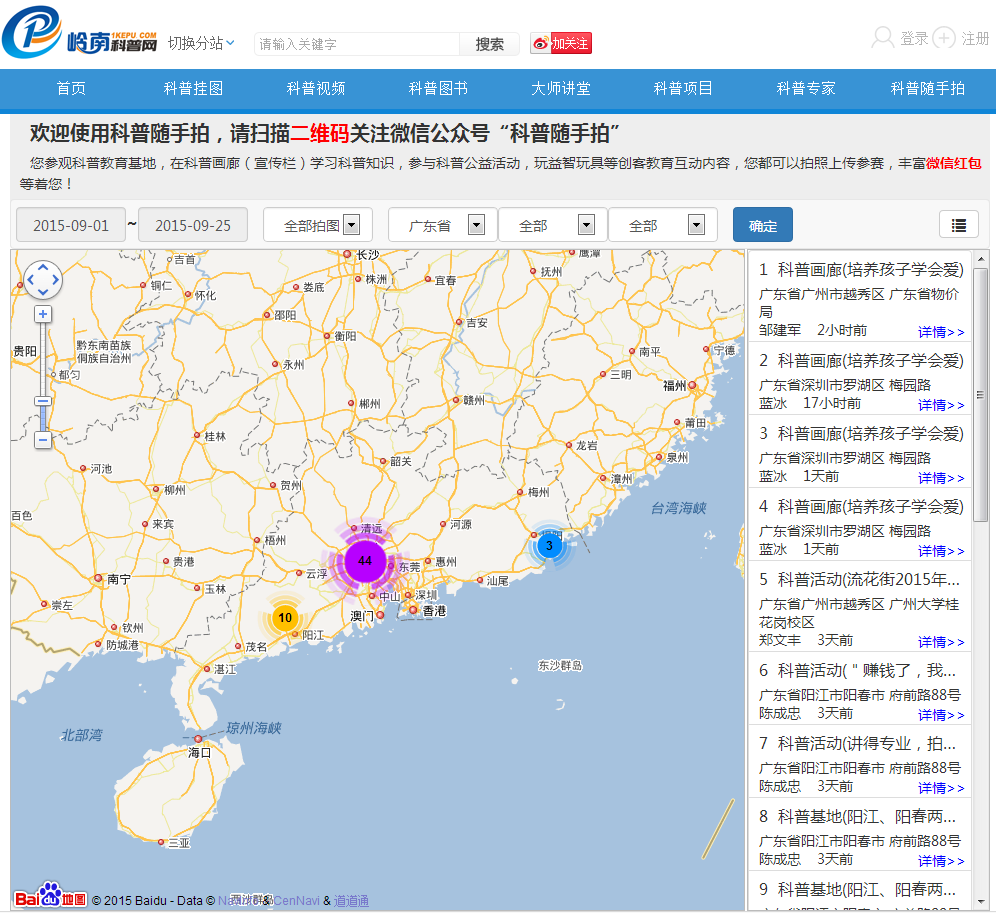 岭南1KEPU.COM科普网 切换分站 请输入关键字 搜索 加关注 登录 注册
首页 科普挂图 科普视频 科普图书 大师讲堂 科普项目 科普专家 科普随手拍
欢迎使用科普随手拍，请扫描二维码关注微信公众号“科普随手拍”
您参观科普教育基地，在科普画廊（宣传栏）学习科普知识，参与科普公益活动，玩益智玩具等创客教育互动内容，您都可以拍照上传参赛，丰富微信红包
等着您！
2015-09-01 ~ 2015-09-25 全部拍图 广东省 全部 全部 确定
吉首
长沙
鹰潭
铜仁
怀化
娄底
株洲
宜春
抚州
邵阳
衡阳
吉安
贵阳
黔东南苗族
侗族自治州
都匀
永州
南平
宁德
三明
福州
郴州
赣州
莆田
桂林
龙岩
泉州
河池
韶关
漳州
柳州
贺州
梅州
台湾海峡
百色
来宾
清远
河源
梧州
3
贵港
44
东莞
惠州
南宁
云浮
汕尾
玉林
中山
深圳
崇左
香港
澳门
10
钦州
阳江
防城港
茂名
湛江
东沙群岛
北部湾
琼州海峡
海口
三亚
西沙群岛
Bai du 地图 © 2015 Baidu - Data © NavInfo & CenNavi & 道道通
1 科普画廊(培养孩子学会爱)
广东省广州市越秀区 广东省物价
局
邹建军 2小时前 详情>>
2 科普画廊(培养孩子学会爱)
广东省深圳市罗湖区 梅园路
蓝冰 17小时前 详情>>
3 科普画廊(培养孩子学会爱)
广东省深圳市罗湖区 梅园路
蓝冰 1天前 详情>>
4 科普画廊(培养孩子学会爱)
广东省深圳市罗湖区 梅园路
蓝冰 1天前 详情>>
5 科普活动(流花街2015年...
广东省广州市越秀区 广州大学桂
花岗校区
郑文丰 3天前 详情>>
6 科普活动(＂赚钱了，我...
广东省阳江市阳春市 府前路88号
陈成忠 3天前 详情>>
7 科普活动(讲得专业，拍...
广东省阳江市阳春市 府前路88号
陈成忠 3天前 详情>>
8 科普基地(阳江、阳春两...
广东省阳江市阳春市 府前路88号
陈成忠 3天前 详情>>
9 科普基地(阳江、阳春两...